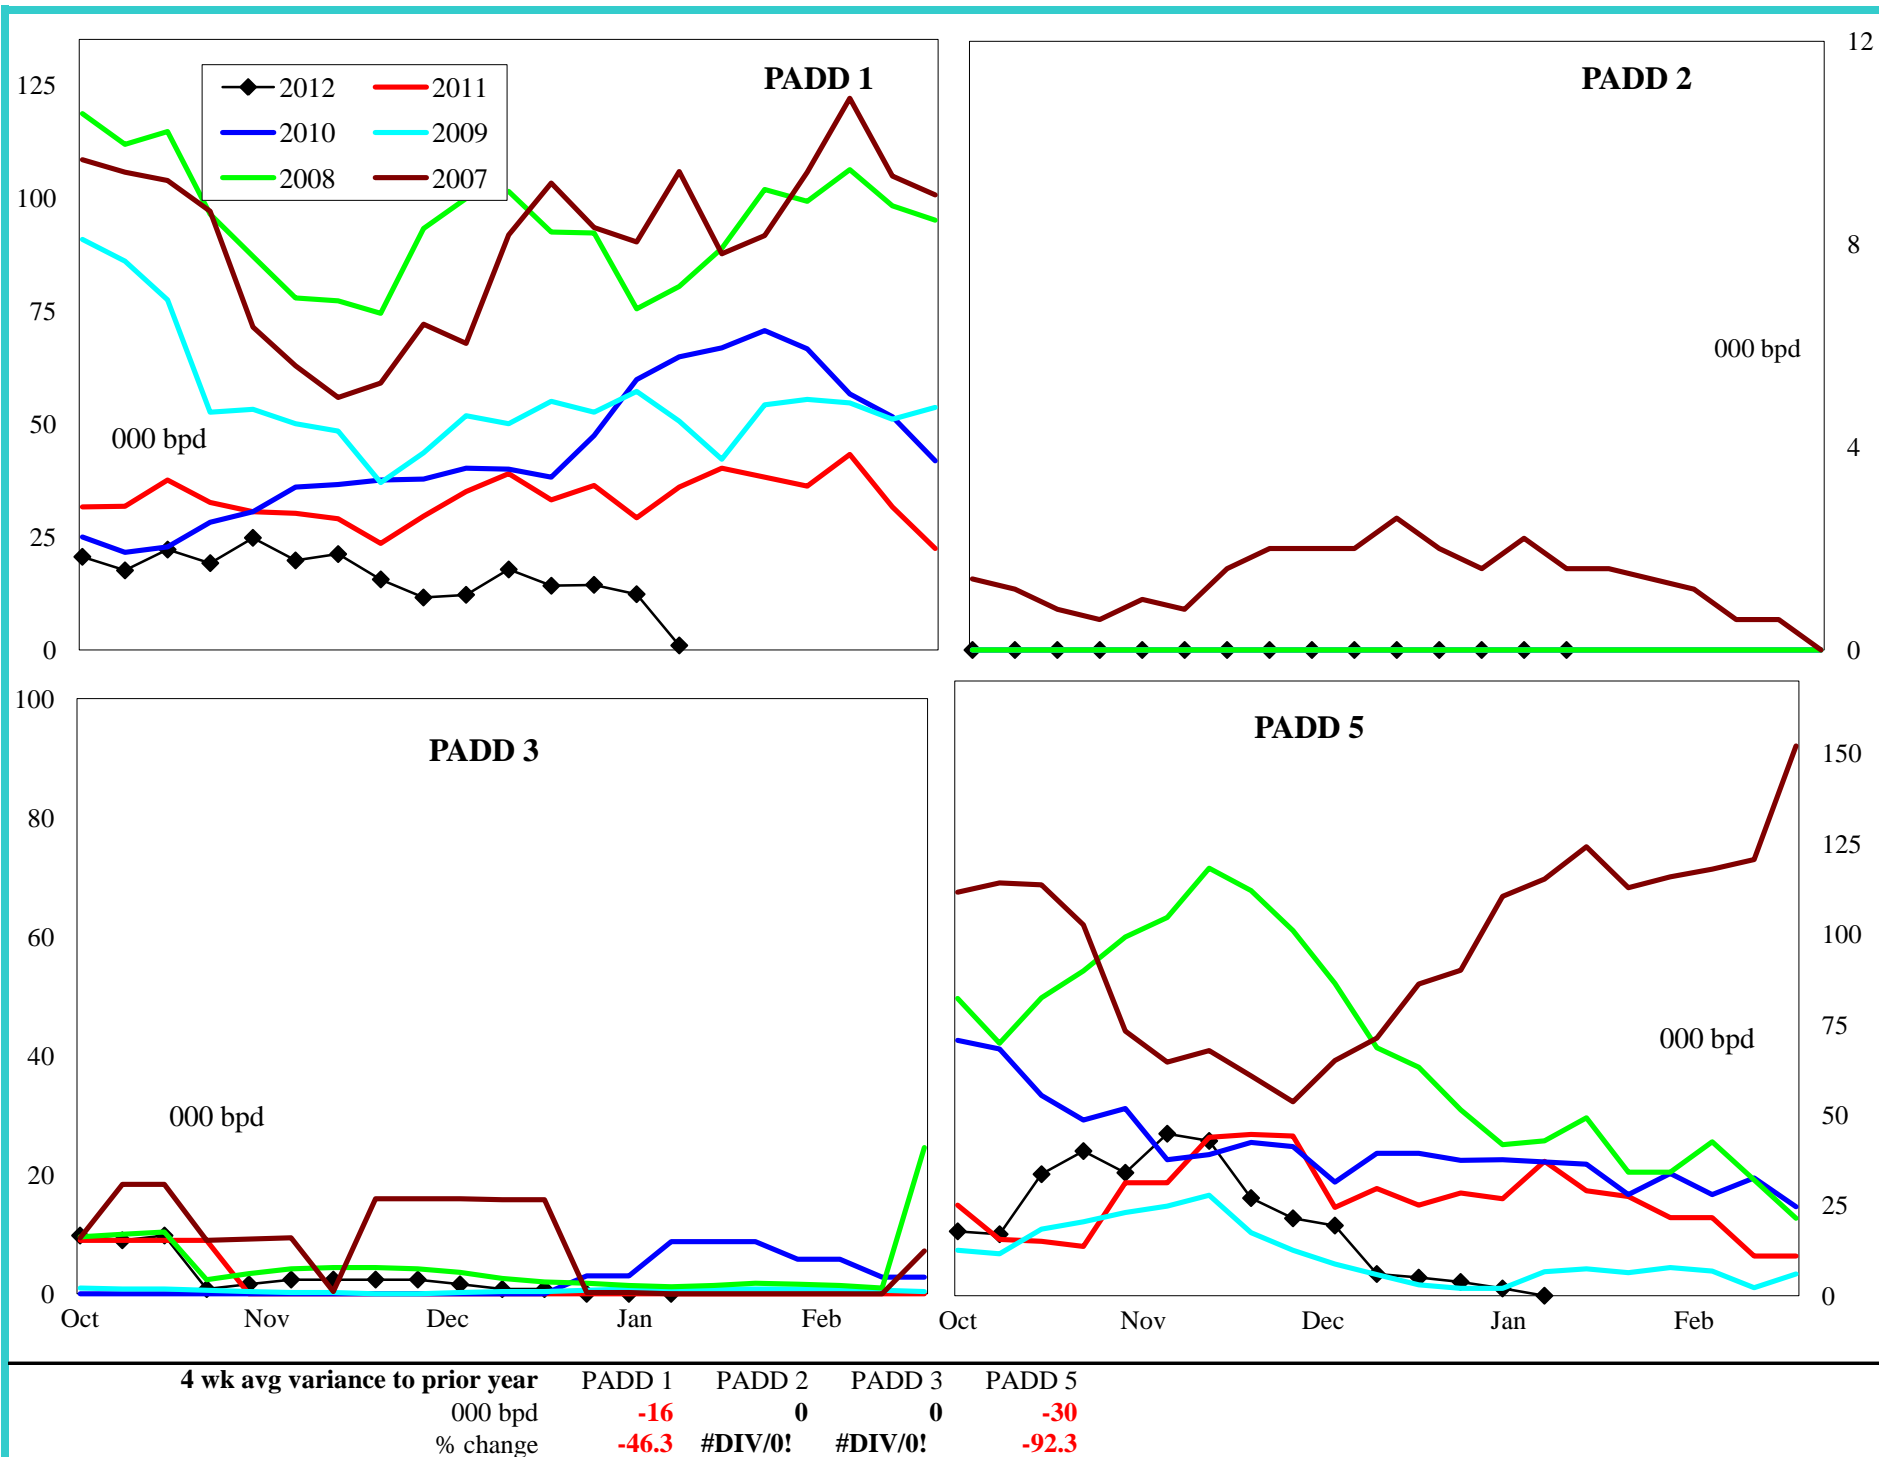 PADD 1
125
100
75
50
25
0
2012 2011
2010 2009
2008 2007
000 bpd
PADD 2
12
8
4
0
000 bpd
PADD 3
100
80
60
40
20
0
000 bpd
Oct Nov Dec Jan Feb
PADD 5
150
125
100
75
50
25
0
000 bpd
Oct Nov Dec Jan Feb
4 wk avg variance to prior year PADD 1 PADD 2 PADD 3 PADD 5
000 bpd -16 0 0 -30
% change -46.3 #DIV/0! #DIV/0! -92.3